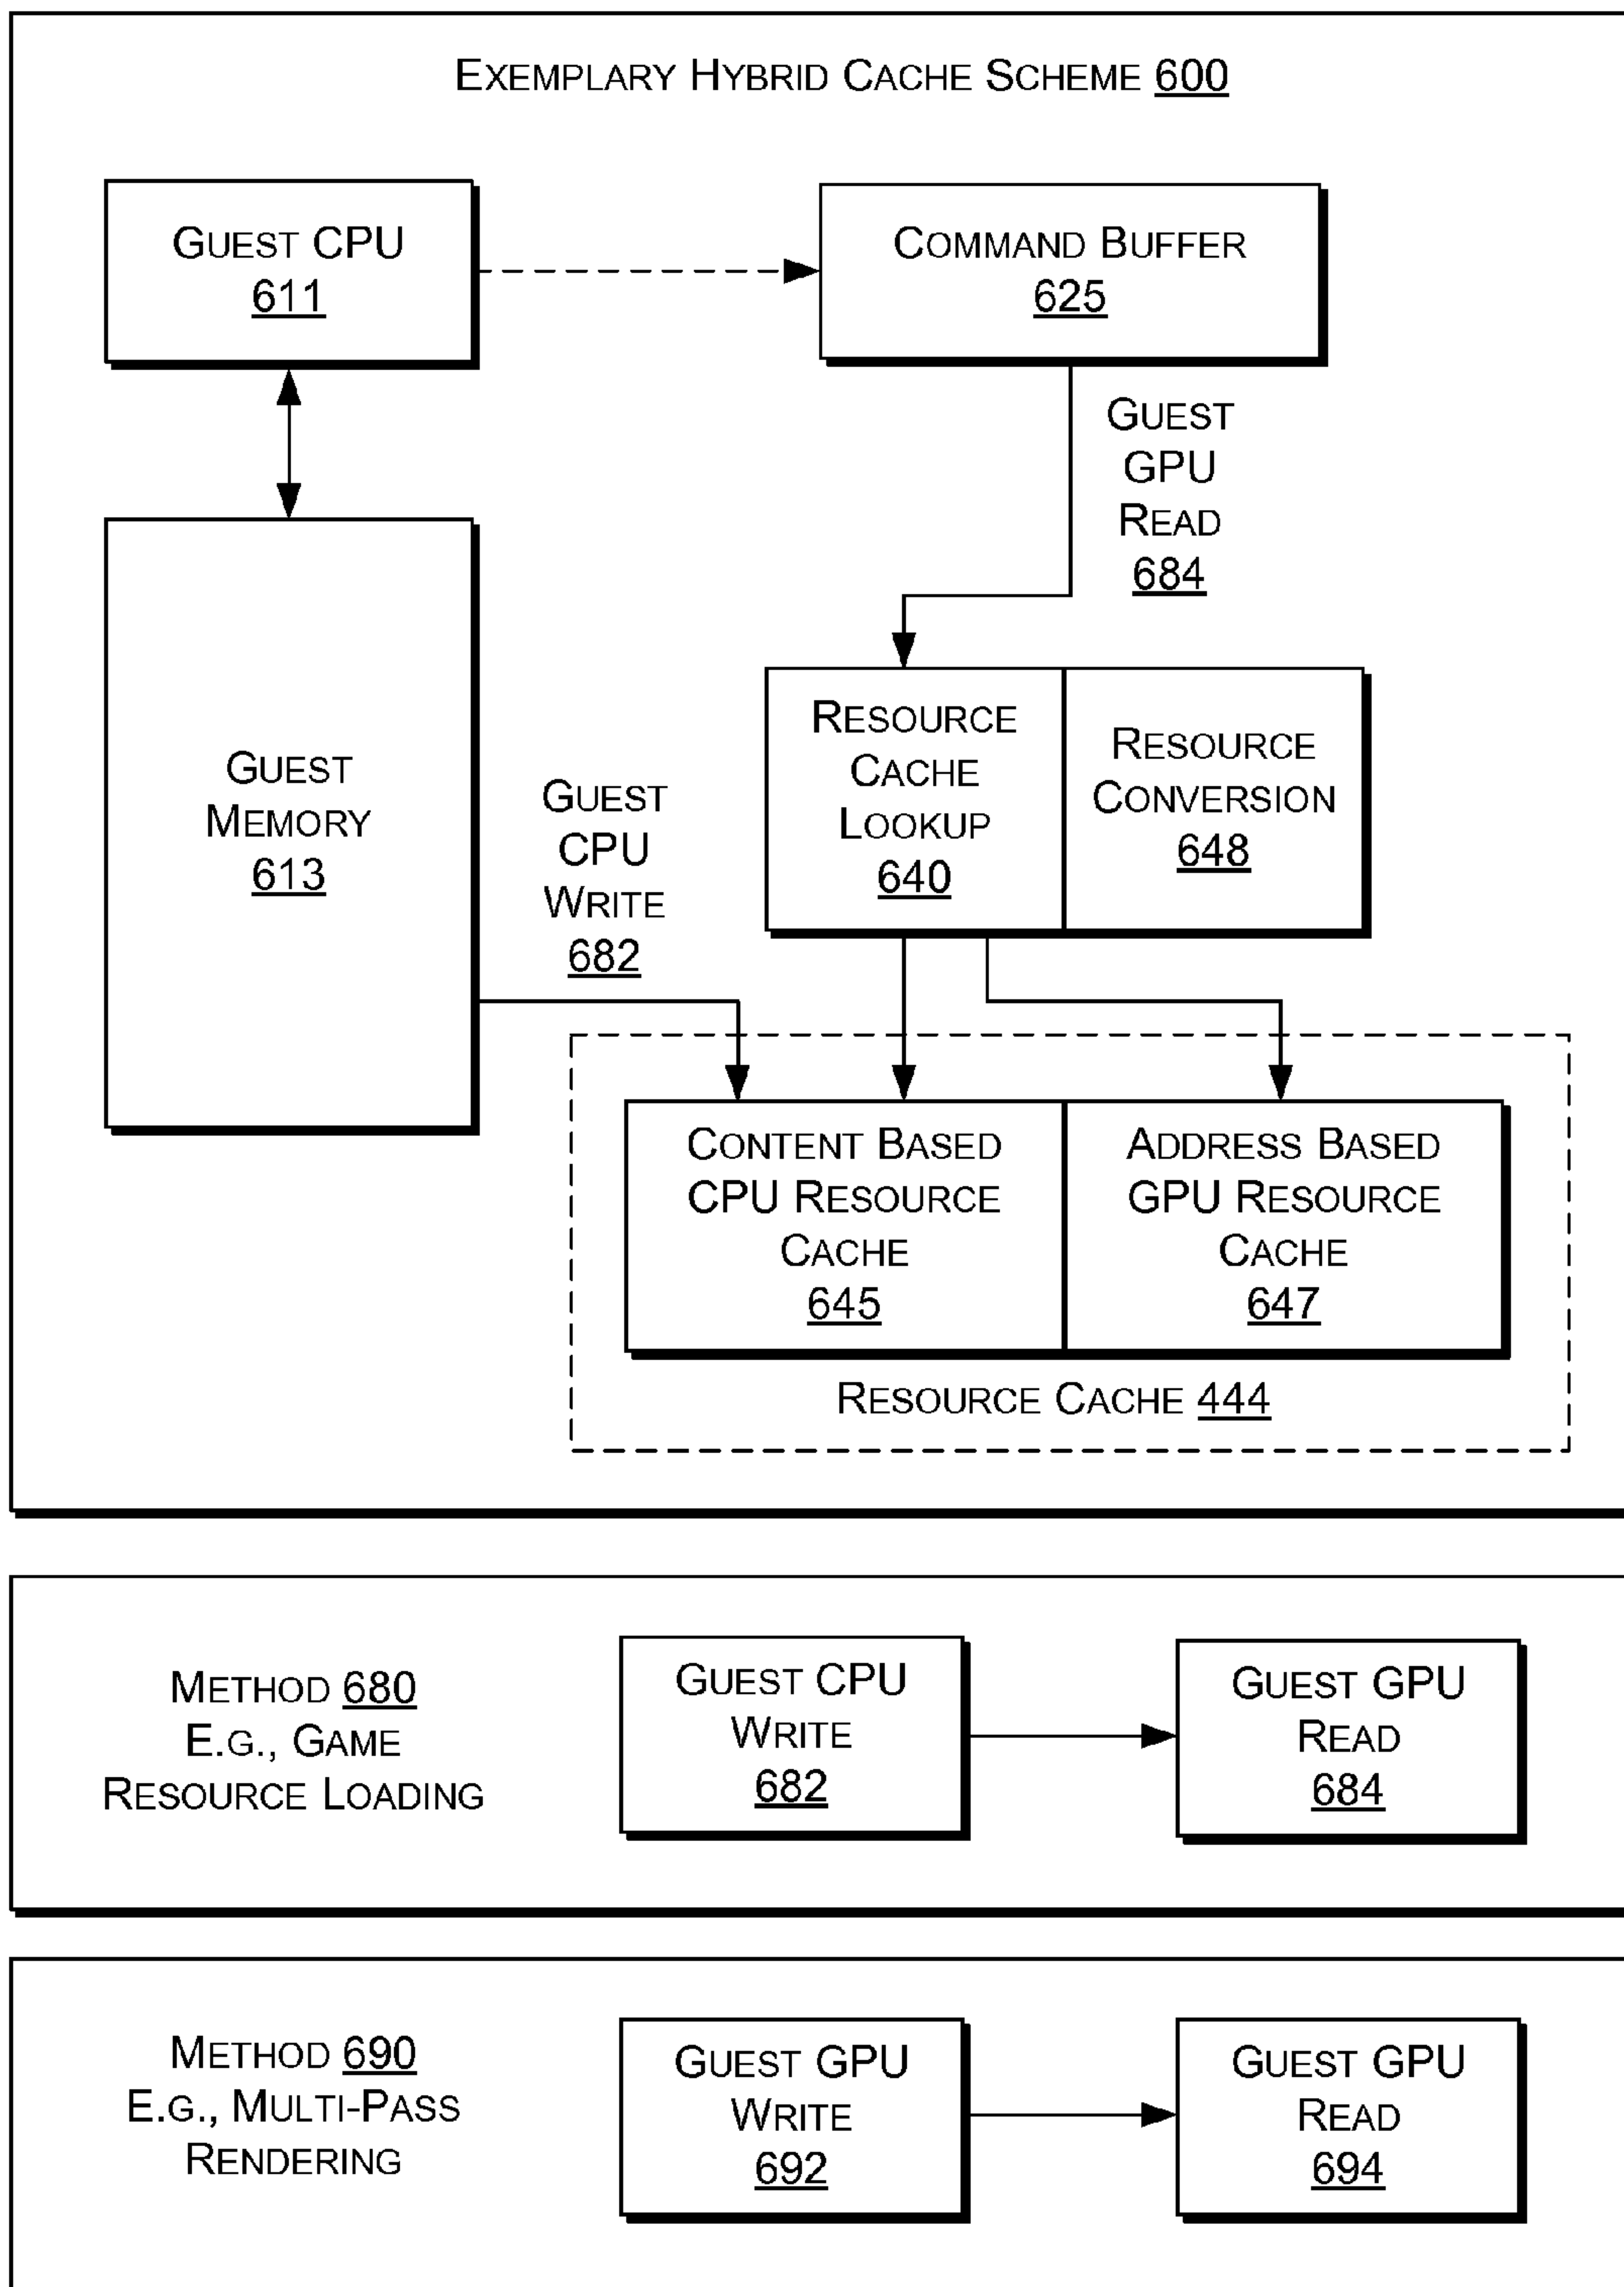 EXEMPLARY HYBRID CACHE SCHEME 600
GUEST CPU
611
COMMAND BUFFER
625
GUEST
GPU
READ
684
GUEST
MEMORY
613
GUEST
CPU
WRITE
682
RESOURCE
CACHE
LOOKUP
640
RESOURCE
CONVERSION
648
CONTENT BASED
CPU RESOURCE
CACHE
645
ADDRESS BASED
GPU RESOURCE
CACHE
647
RESOURCE CACHE 444
METHOD 680
E.G., GAME
RESOURCE LOADING
GUEST CPU
WRITE
682
GUEST GPU
READ
684
METHOD 690
E.G., MULTI-PASS
RENDERING
GUEST GPU
WRITE
692
GUEST GPU
READ
694